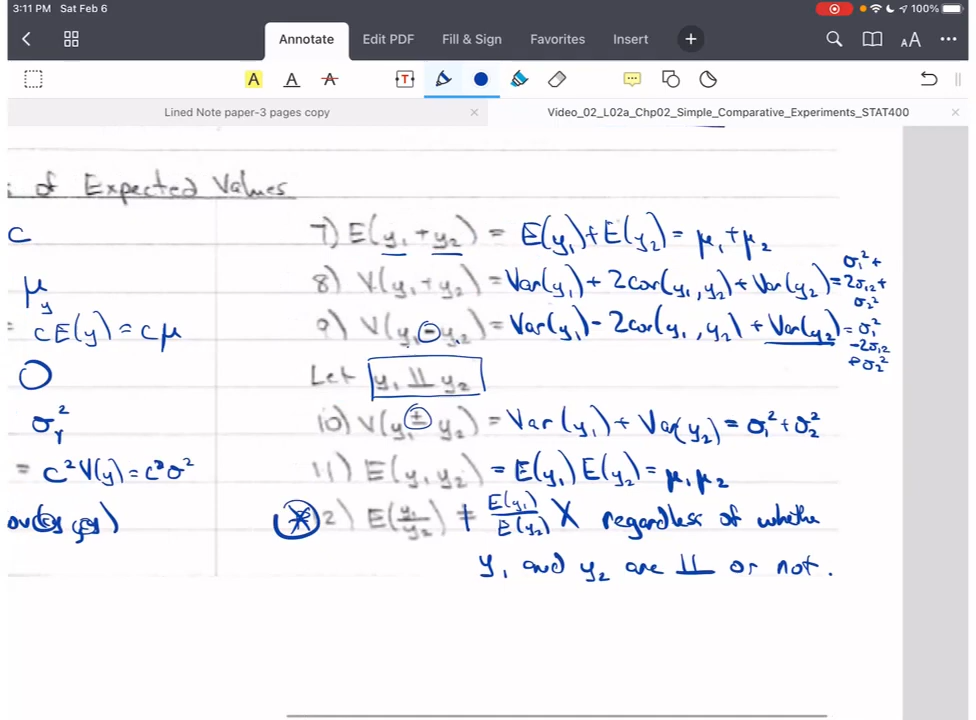 3:11 PM Sat Feb 6
100%
Annotate Edit PDF Fill & Sign Favorites Insert
Lined Note paper-3 pages copy
Video_02_L02a_Chp02_Simple_Comparative_Experiments_STAT400
: of Expected Values
c
μ_y
= cE(y) = cμ
0
σ_y²
= c²V(y) = c²σ²
7) E(y₁ + y₂) = E(y₁) + E(y₂) = μ₁ + μ₂
8) V(y₁ + y₂) = Var(y₁) + 2cov(y₁, y₂) + Var(y₂) = σ₁² + 2σ₁₂ + σ₂²
9) V(y₁ − y₂) = Var(y₁) − 2cov(y₁, y₂) + Var(y₂) = σ₁² − 2σ₁₂ + σ₂²
Let y₁ ⫫ y₂
10) V(y₁ ± y₂) = Var(y₁) + Var(y₂) = σ₁² + σ₂²
11) E(y₁ y₂) = E(y₁) E(y₂) = μ₁ μ₂
2) E(y₁/y₂) ≠ E(y₁)/E(y₂) X regardless of whethe
y₁ and y₂ are ⫫ or not.